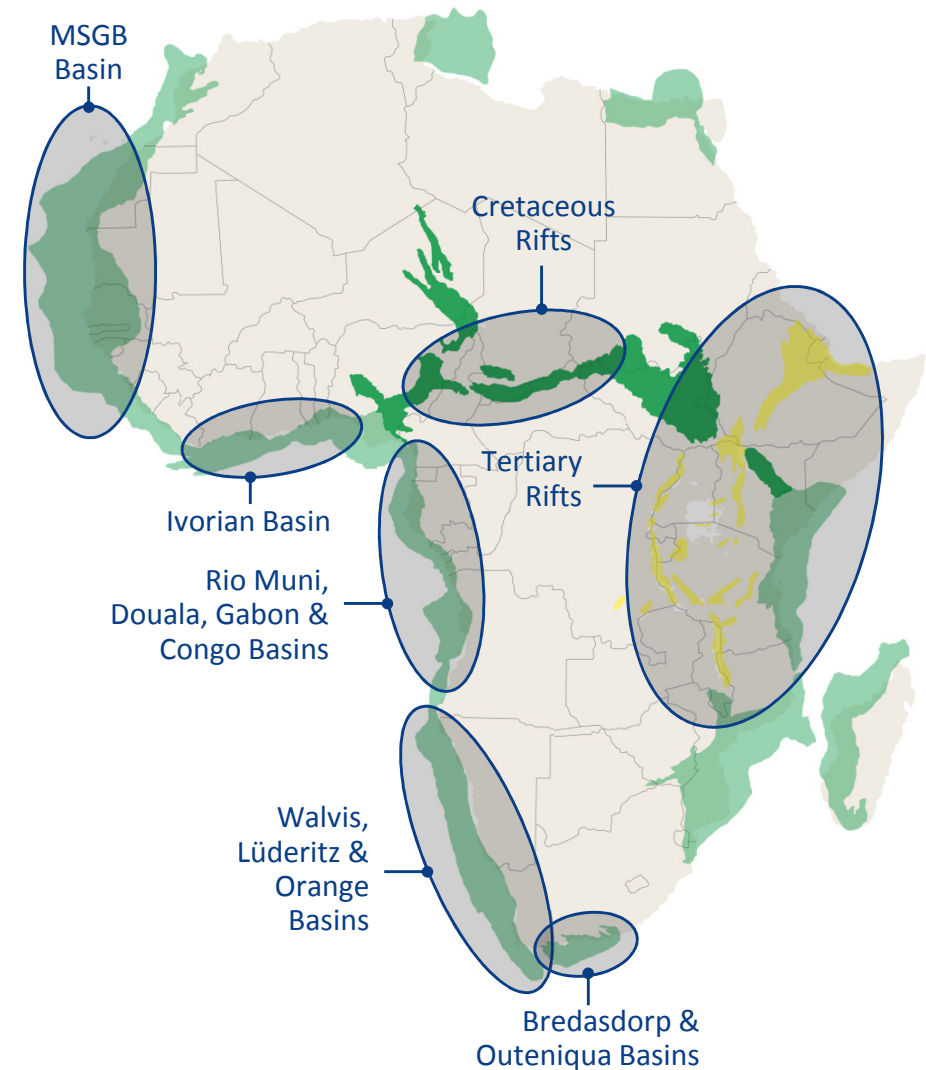 MSGB
Basin
Cretaceous
Rifts
Tertiary
Rifts
Ivorian Basin
Rio Muni,
Douala, Gabon &
Congo Basins
Walvis,
Lüderitz &
Orange
Basins
Bredasdorp &
Outeniqua Basins